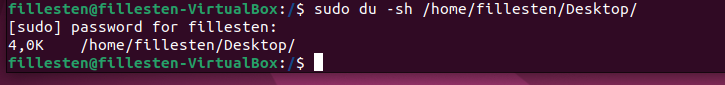 fillesten@fillesten-VirtualBox:/$ sudo du -sh /home/fillesten/Desktop/
[sudo] password for fillesten:
4,0K    /home/fillesten/Desktop/
fillesten@fillesten-VirtualBox:/$